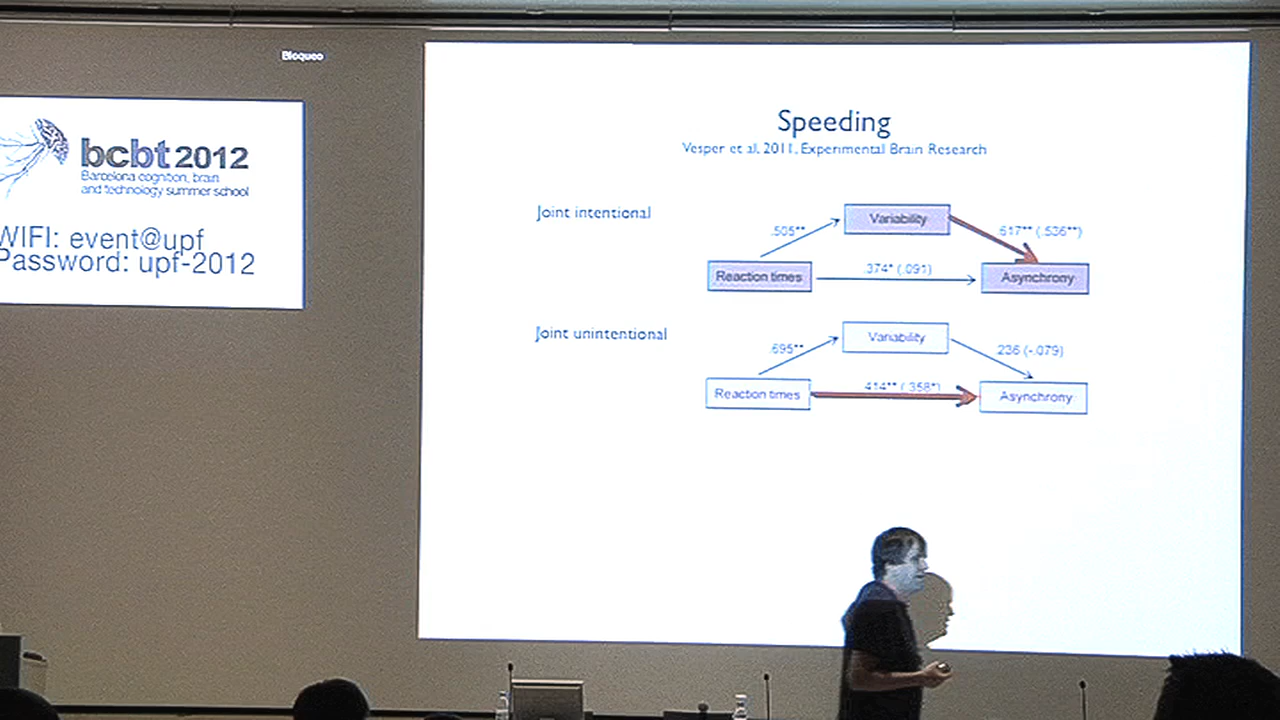 Bloqueo
bcbt 2012
Barcelona cognition, brain
and technology summer school
WIFI: event@upf
Password: upf-2012
Speeding
Vesper et al. 2011, Experimental Brain Research
Joint intentional
Variability
.505**
.617** (.536**)
Reaction times
.374* (.091)
Asynchrony
Joint unintentional
Variability
.695**
.236 (-.079)
Reaction times
.414** (.358*)
Asynchrony